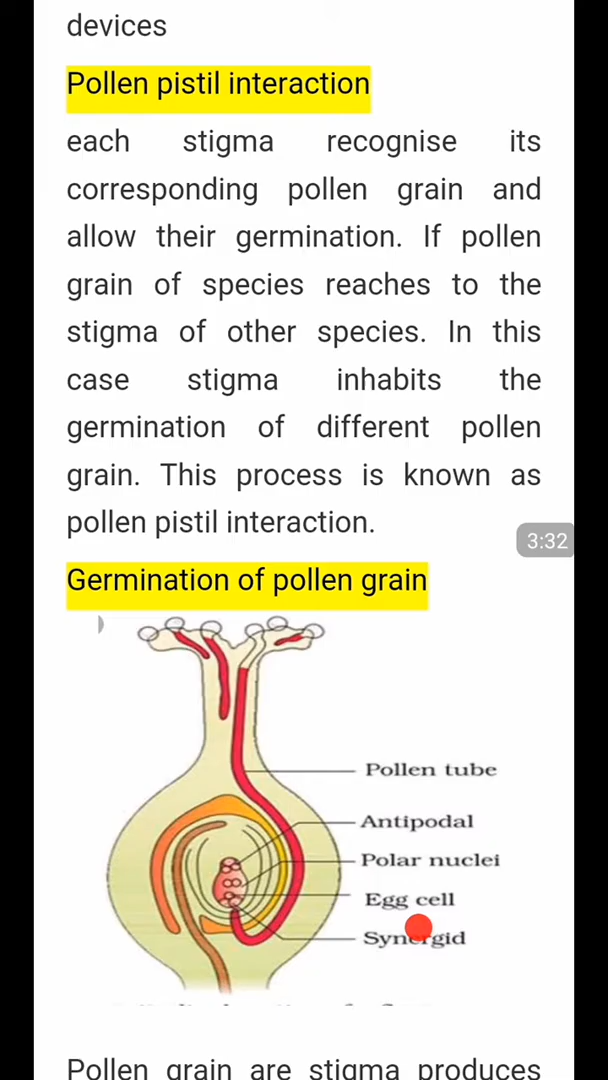 devices
Pollen pistil interaction
each stigma recognise its
corresponding pollen grain and
allow their germination. If pollen
grain of species reaches to the
stigma of other species. In this
case stigma inhabits the
germination of different pollen
grain. This process is known as
pollen pistil interaction.
3:32
Germination of pollen grain
Pollen tube
Antipodal
Polar nuclei
Egg cell
Synergid
Pollen grain are stigma produces